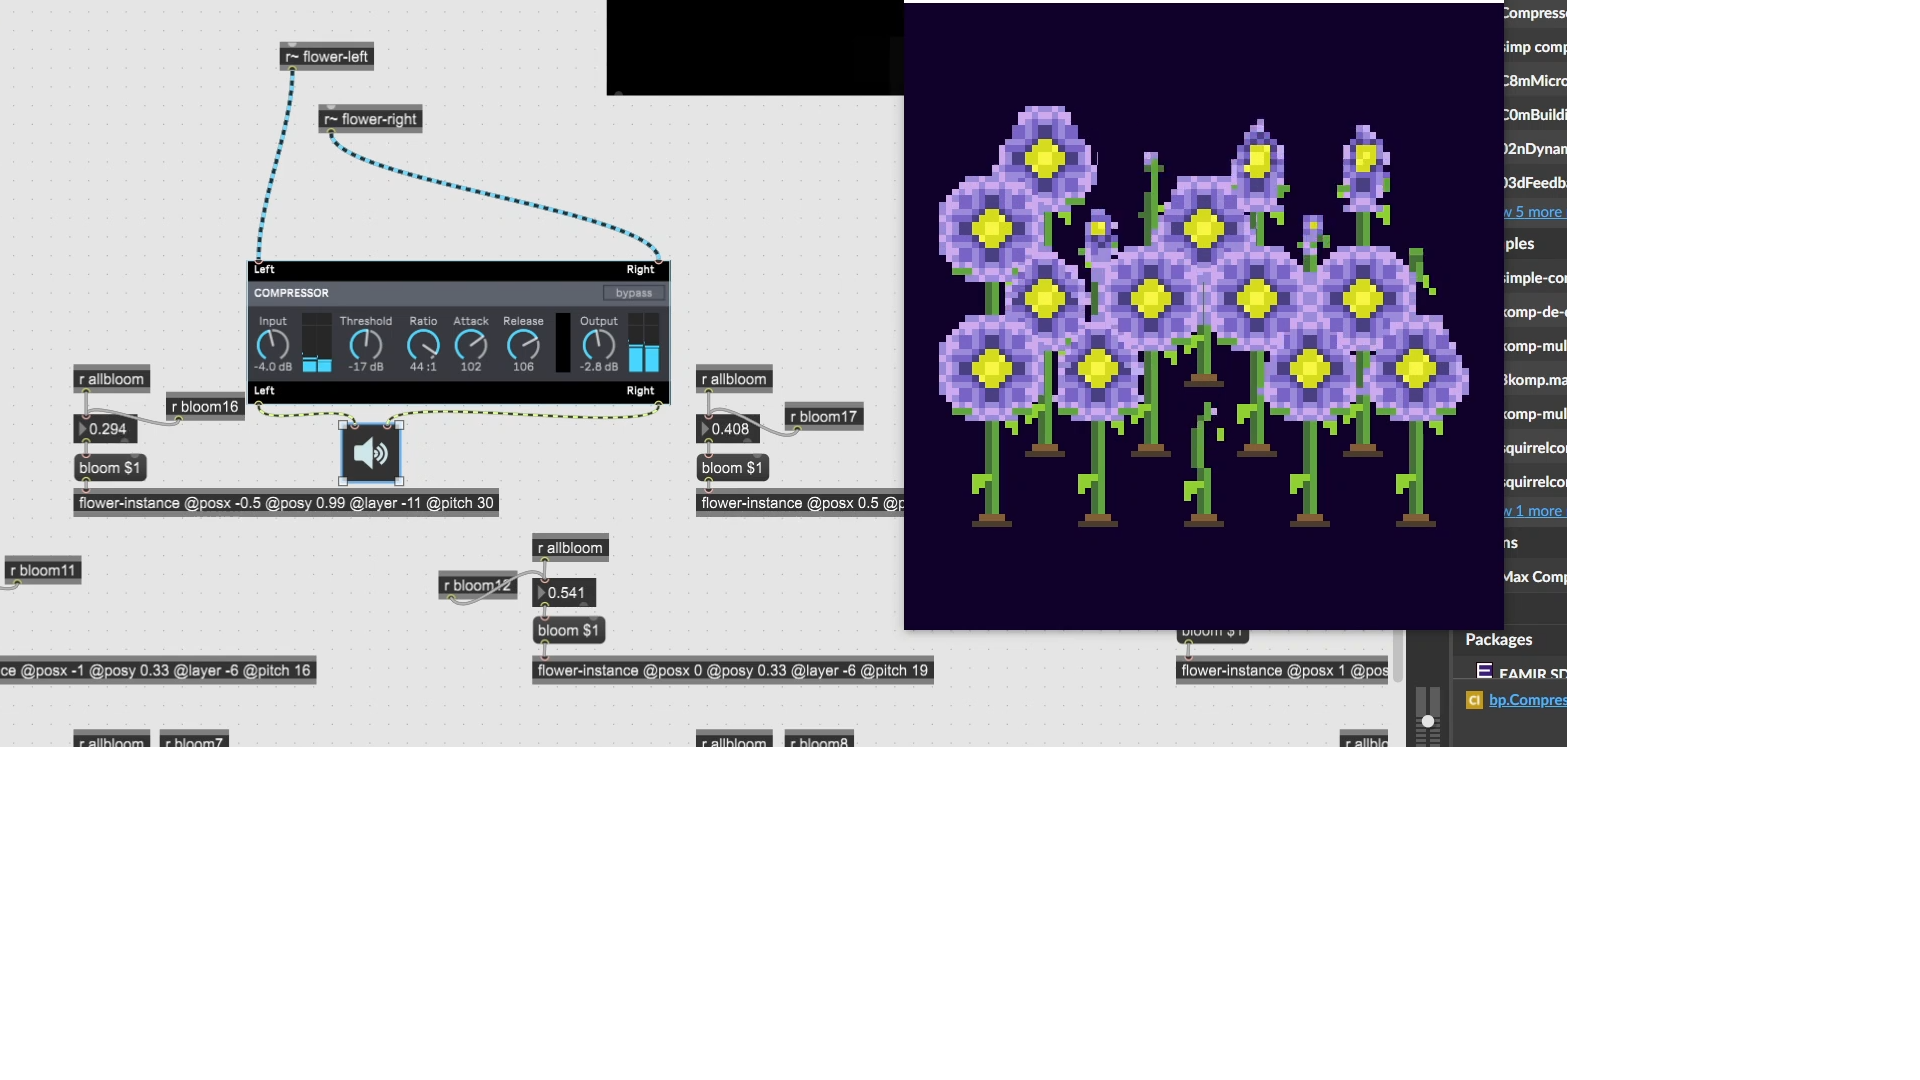 r~ flower-left
r~ flower-right
Left Right
COMPRESSOR bypass
Input Threshold Ratio Attack Release Output
-4.0 dB -17 dB 44 :1 102 106 -2.8 dB
Left Right
r allbloom
r bloom16
0.294
bloom $1
flower-instance @posx -0.5 @posy 0.99 @layer -11 @pitch 30
r allbloom
r bloom17
0.408
bloom $1
flower-instance @posx 0.5 @p
r bloom11
r allbloom
r bloom12
0.541
bloom $1
ce @posx -1 @posy 0.33 @layer -6 @pitch 16
flower-instance @posx 0 @posy 0.33 @layer -6 @pitch 19
bloom $1
flower-instance @posx 1 @pos
r allbloom
r bloom7
r allbloom
r bloom8
r allblo
Compress
simp comp
C8mMicro
C0mBuildi
02nDynam
03dFeedb
w 5 more
ples
simple-cor
komp-de-
komp-mul
3komp.ma
komp-mul
squirrelcor
squirrelcor
w 1 more
ns
Max Comp
Packages
EAMIR SD
CI bp.Compres